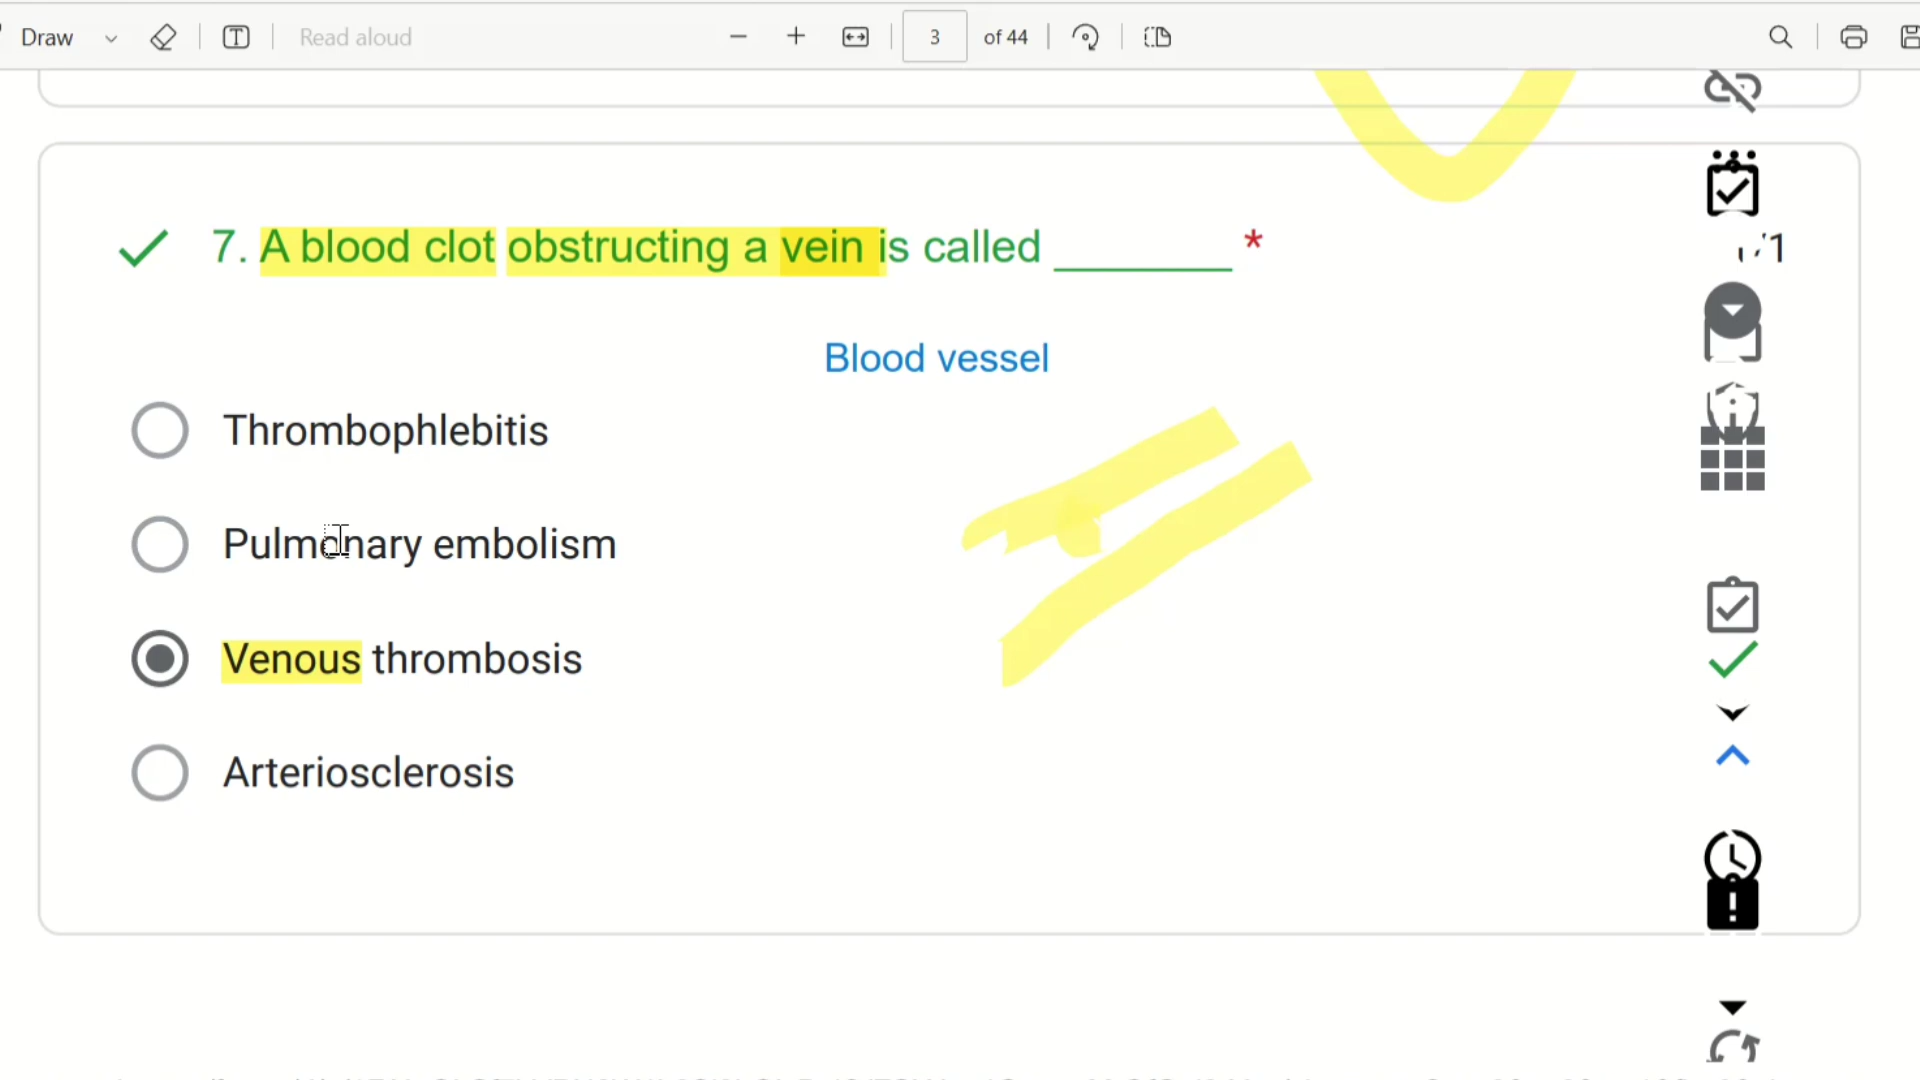 Draw
Read aloud
3 of 44
7. A blood clot obstructing a vein is called ________ *
Blood vessel
Thrombophlebitis
Pulmonary embolism
Venous thrombosis
Arteriosclerosis